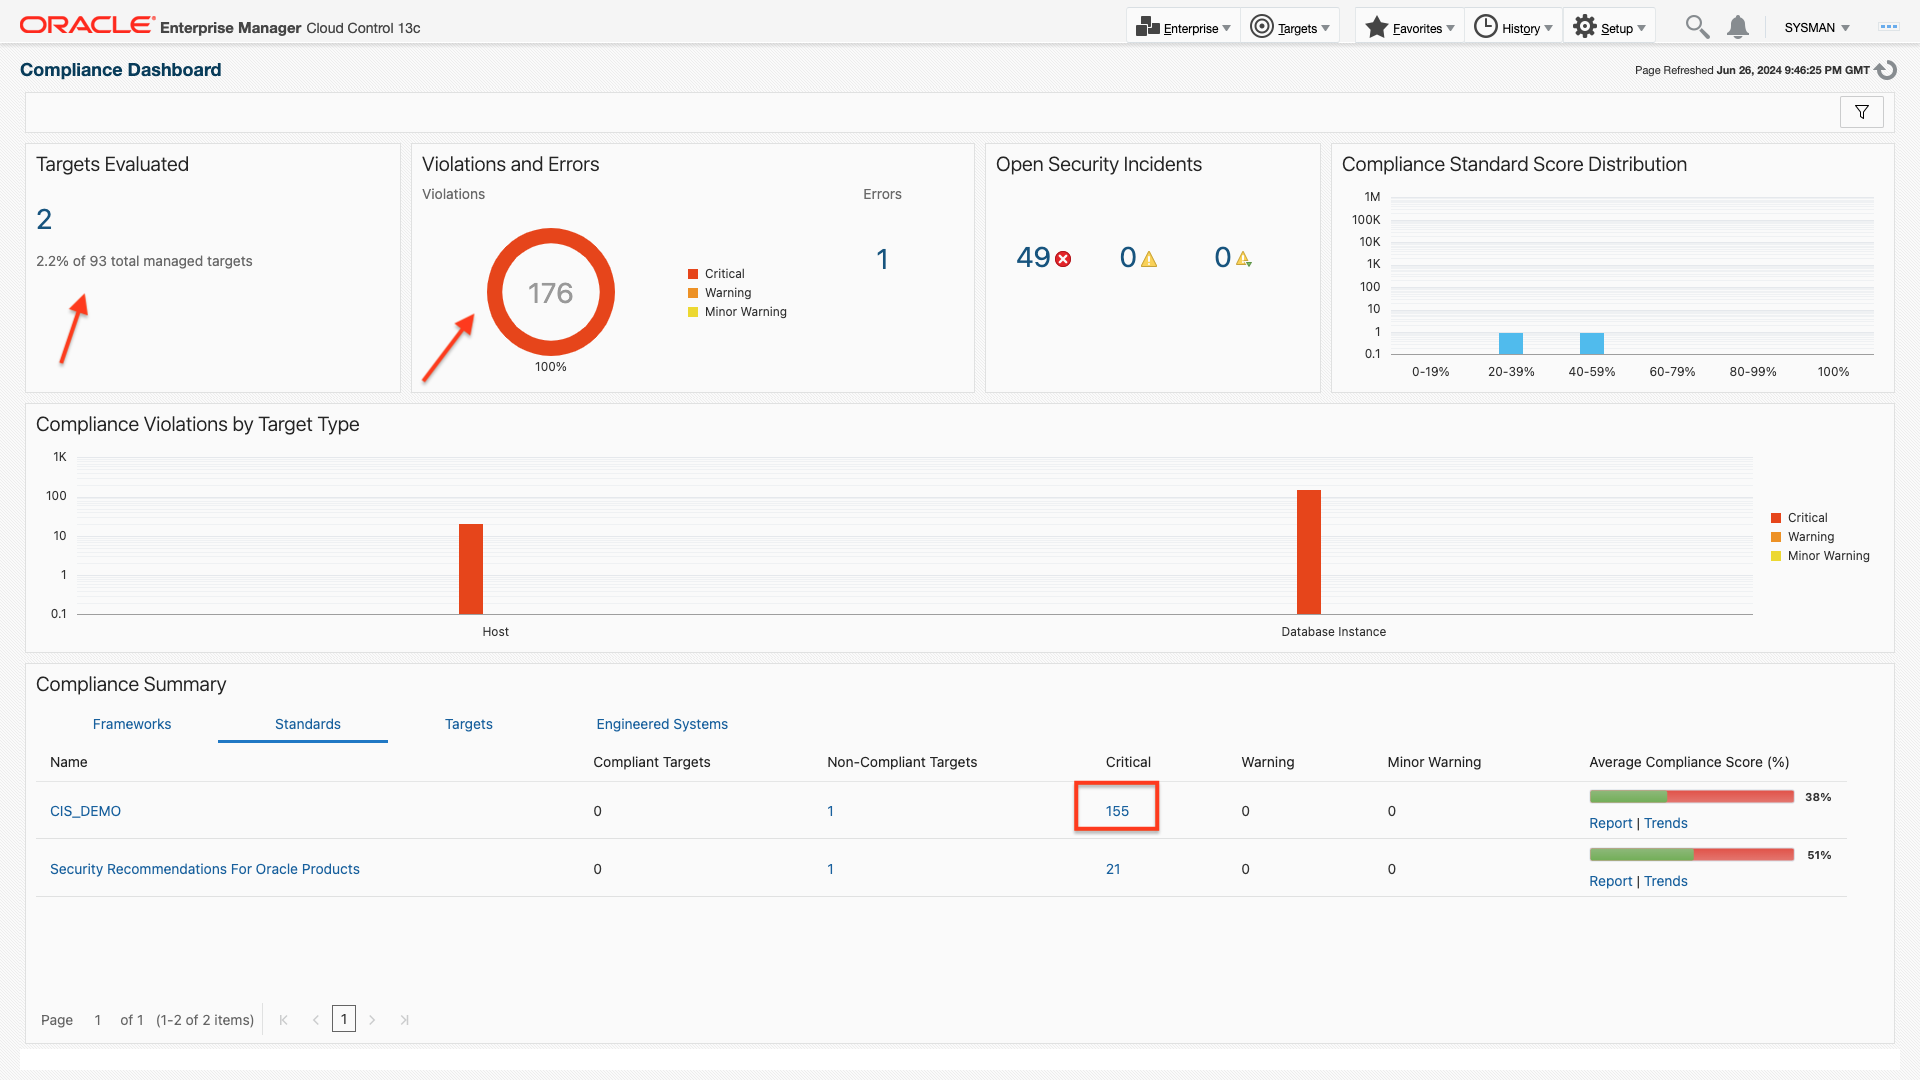 ORACLE Enterprise Manager Cloud Control 13c
Enterprise
Targets
Favorites
History
Setup
SYSMAN
Compliance Dashboard
Page Refreshed Jun 26, 2024 9:46:25 PM GMT
Targets Evaluated
2
2.2% of 93 total managed targets
Violations and Errors
Violations
Errors
176
100%
Critical
Warning
Minor Warning
1
Open Security Incidents
49
0
0
Compliance Standard Score Distribution
1M
100K
10K
1K
100
10
1
0.1
0-19% 20-39% 40-59% 60-79% 80-99% 100%
Compliance Violations by Target Type
1K
100
10
1
0.1
Host Database Instance
Critical
Warning
Minor Warning
Compliance Summary
Frameworks Standards Targets Engineered Systems
Name Compliant Targets Non-Compliant Targets Critical Warning Minor Warning Average Compliance Score (%)
CIS_DEMO 0 1 155 0 0 38%
Report | Trends
Security Recommendations For Oracle Products 0 1 21 0 0 51%
Report | Trends
Page 1 of 1 (1-2 of 2 items) 1